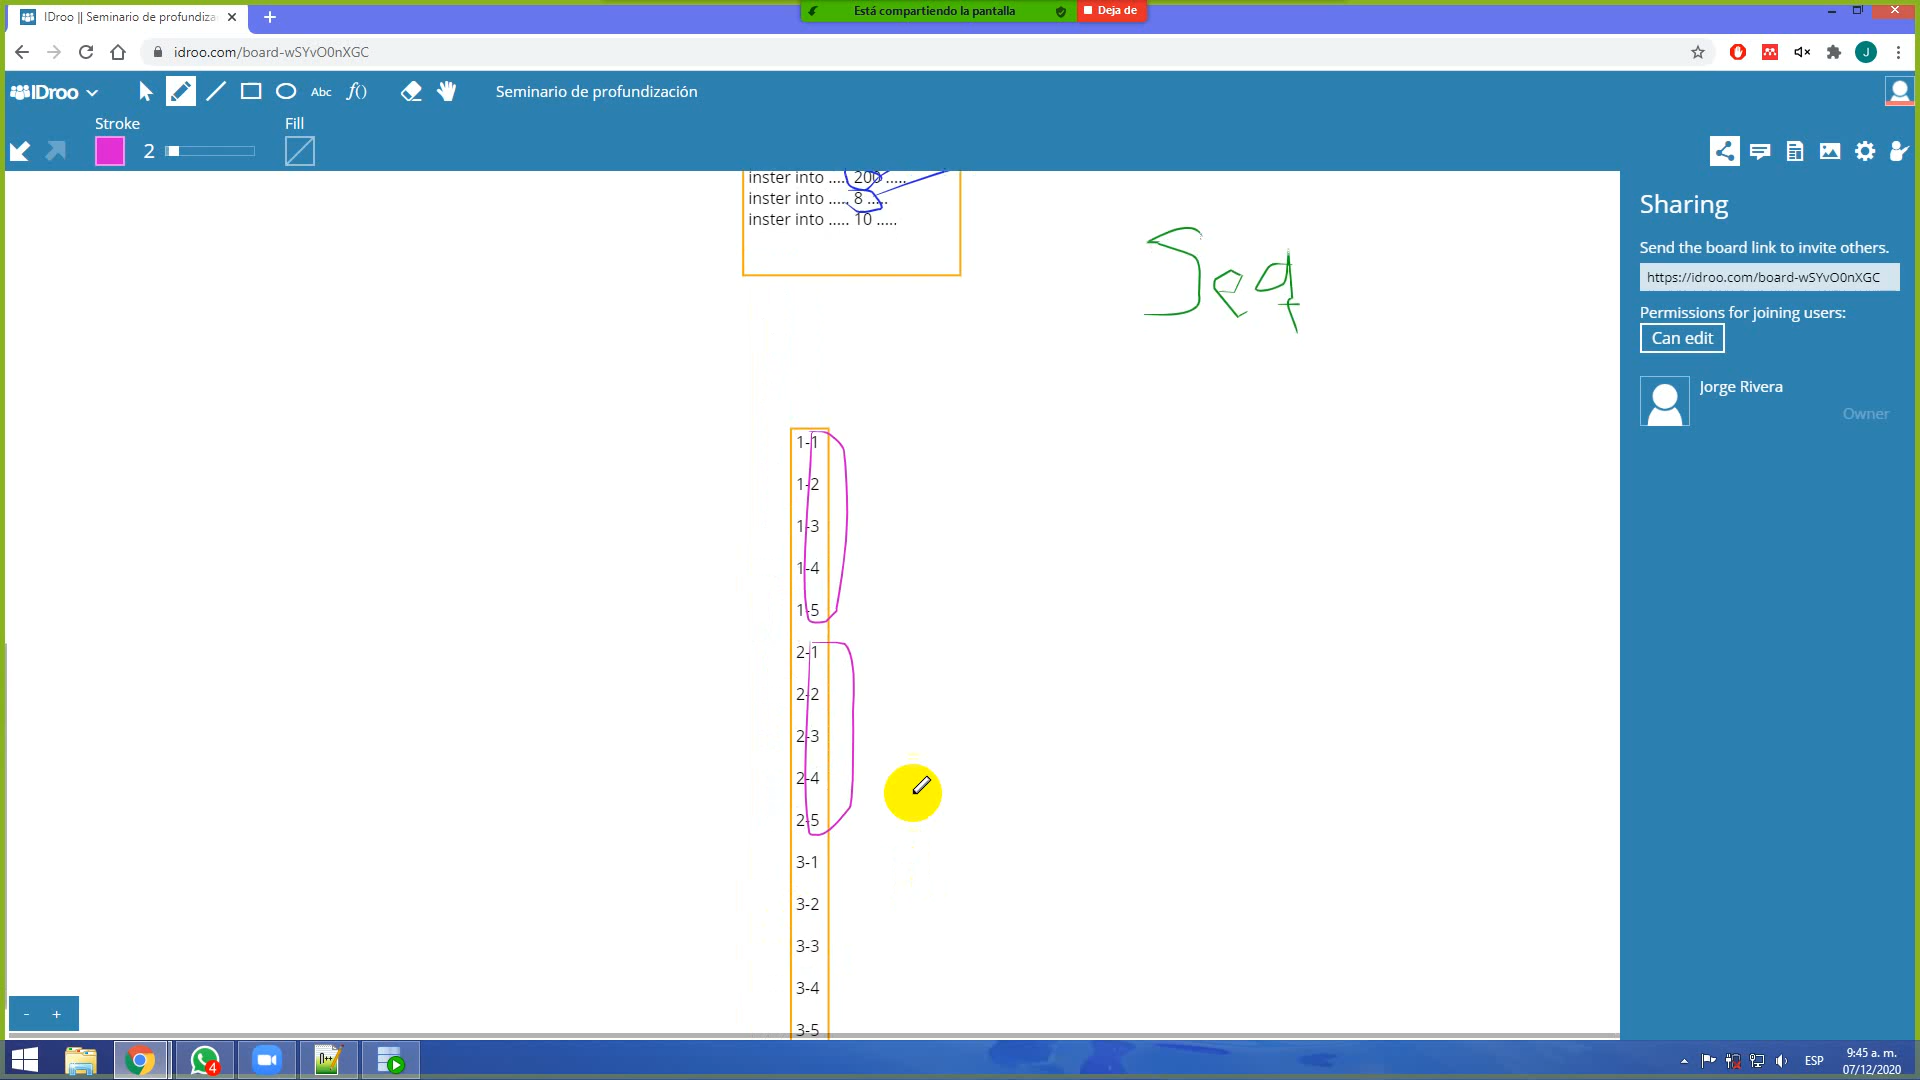 IDroo || Seminario de profundiza
Está compartiendo la pantalla
Deja de
idroo.com/board-wSYvO0nXGC
J
IDroo
Abc
f()
Seminario de profundización
Stroke
Fill
2
inster into ..... 200 .....
inster into ..... 8 .....
inster into ..... 10 .....
Seq
1-1
1-2
1-3
1-4
1-5
2-1
2-2
2-3
2-4
2-5
3-1
3-2
3-3
3-4
3-5
Sharing
Send the board link to invite others.
https://idroo.com/board-wSYvO0nXGC
Permissions for joining users:
Can edit
Jorge Rivera
Owner
- +
4
ESP
9:45 a. m.
07/12/2020